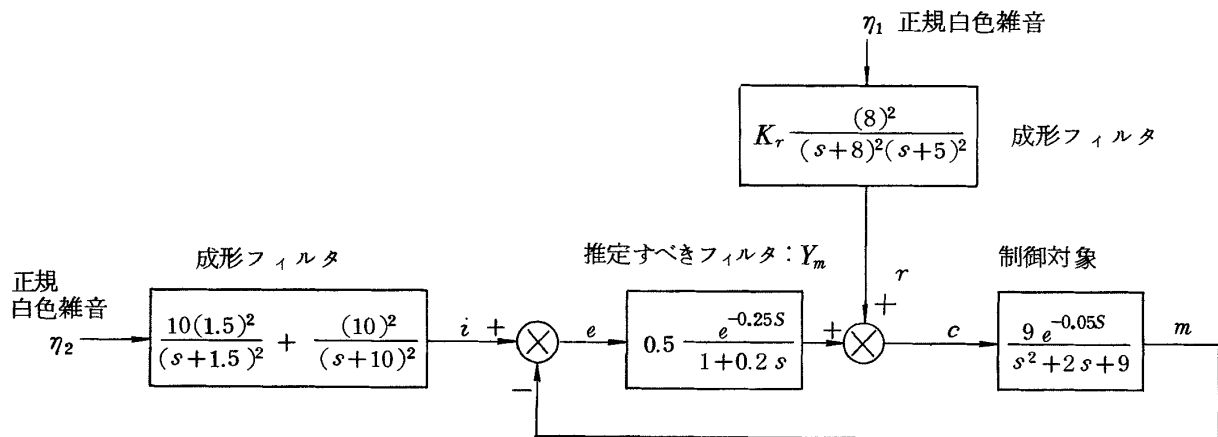 η₁ 正規白色雑音
K_r (8)² / (s+8)²(s+5)²
成形フィルタ
成形フィルタ
推定すべきフィルタ:Y_m
r
制御対象
正規
白色雑音
η₂
10(1.5)² / (s+1.5)² + (10)² / (s+10)²
i
+
−
e
0.5 e^{-0.25S} / 1+0.2s
+
+
c
9e^{-0.05S} / s²+2s+9
m